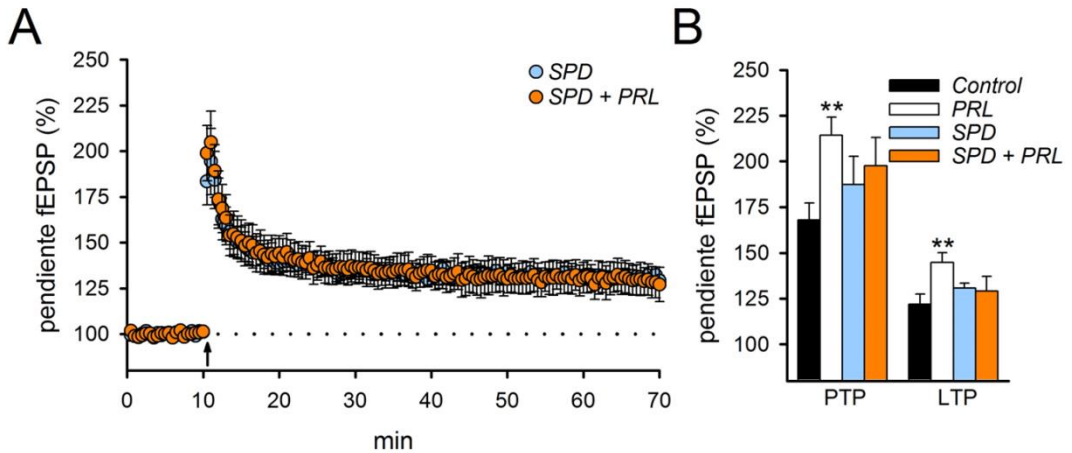 A
pendiente fEPSP (%)
250
225
200
175
150
125
100
0 10 20 30 40 50 60 70
min
SPD
SPD + PRL
B
pendiente fEPSP (%)
250
225
200
175
150
125
100
**
**
PTP LTP
Control
PRL
SPD
SPD + PRL